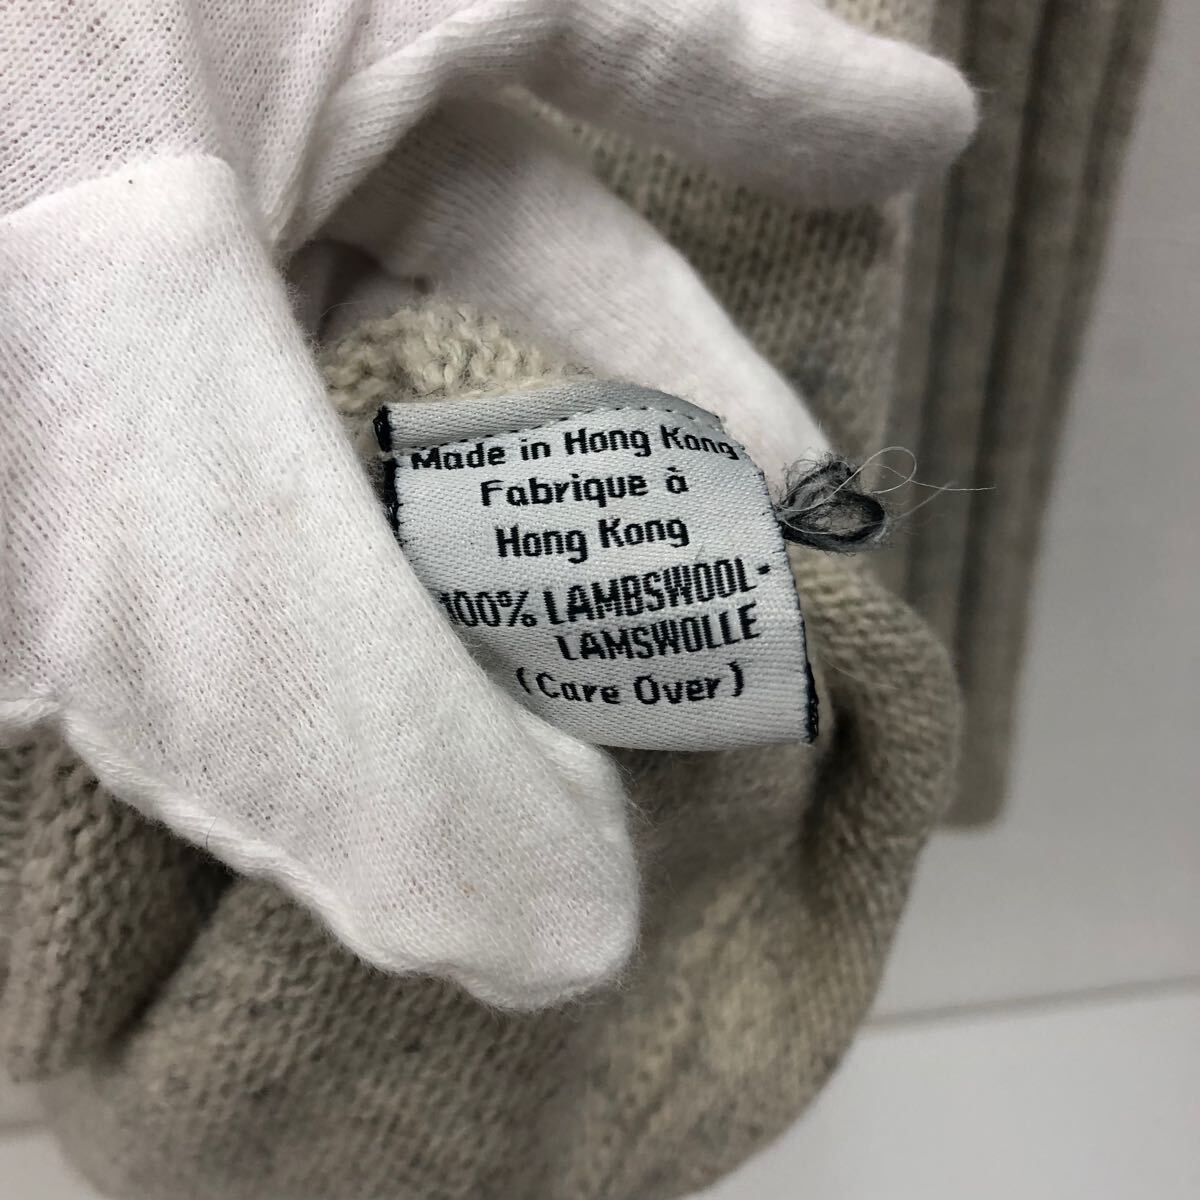 Made in Hong Kong
Fabrique à
Hong Kong
100% LAMBSWOOL-
LAMSWOLLE
(Care Over)